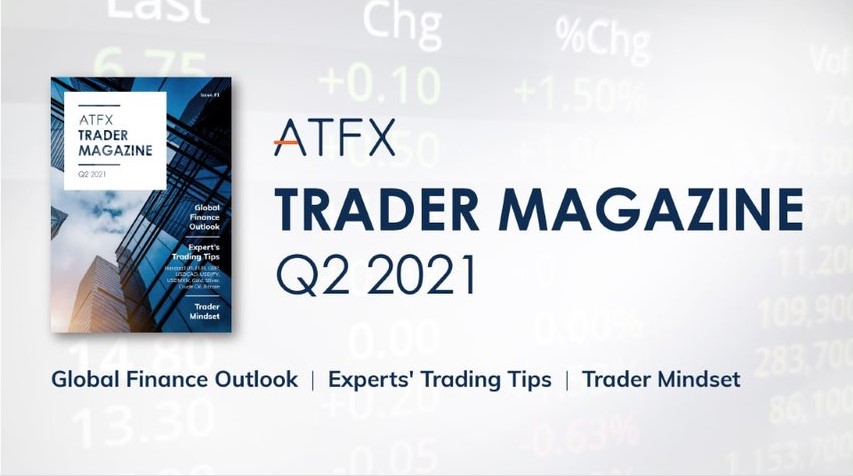 Last
Chg
%Chg
Vol
6.75
+0.10
+1.50%
Issue #1
ATFX
TRADER
MAGAZINE
Q2 2021
Global
Finance
Outlook
Expert's
Trading Tips
Trader
Mindset
ATFX
TRADER MAGAZINE
Q2 2021
Global Finance Outlook | Experts' Trading Tips | Trader Mindset
0.00
0.00%
109,900
14.80
283,700
+0.20
86,100
13.30
-0.05
-0.63%